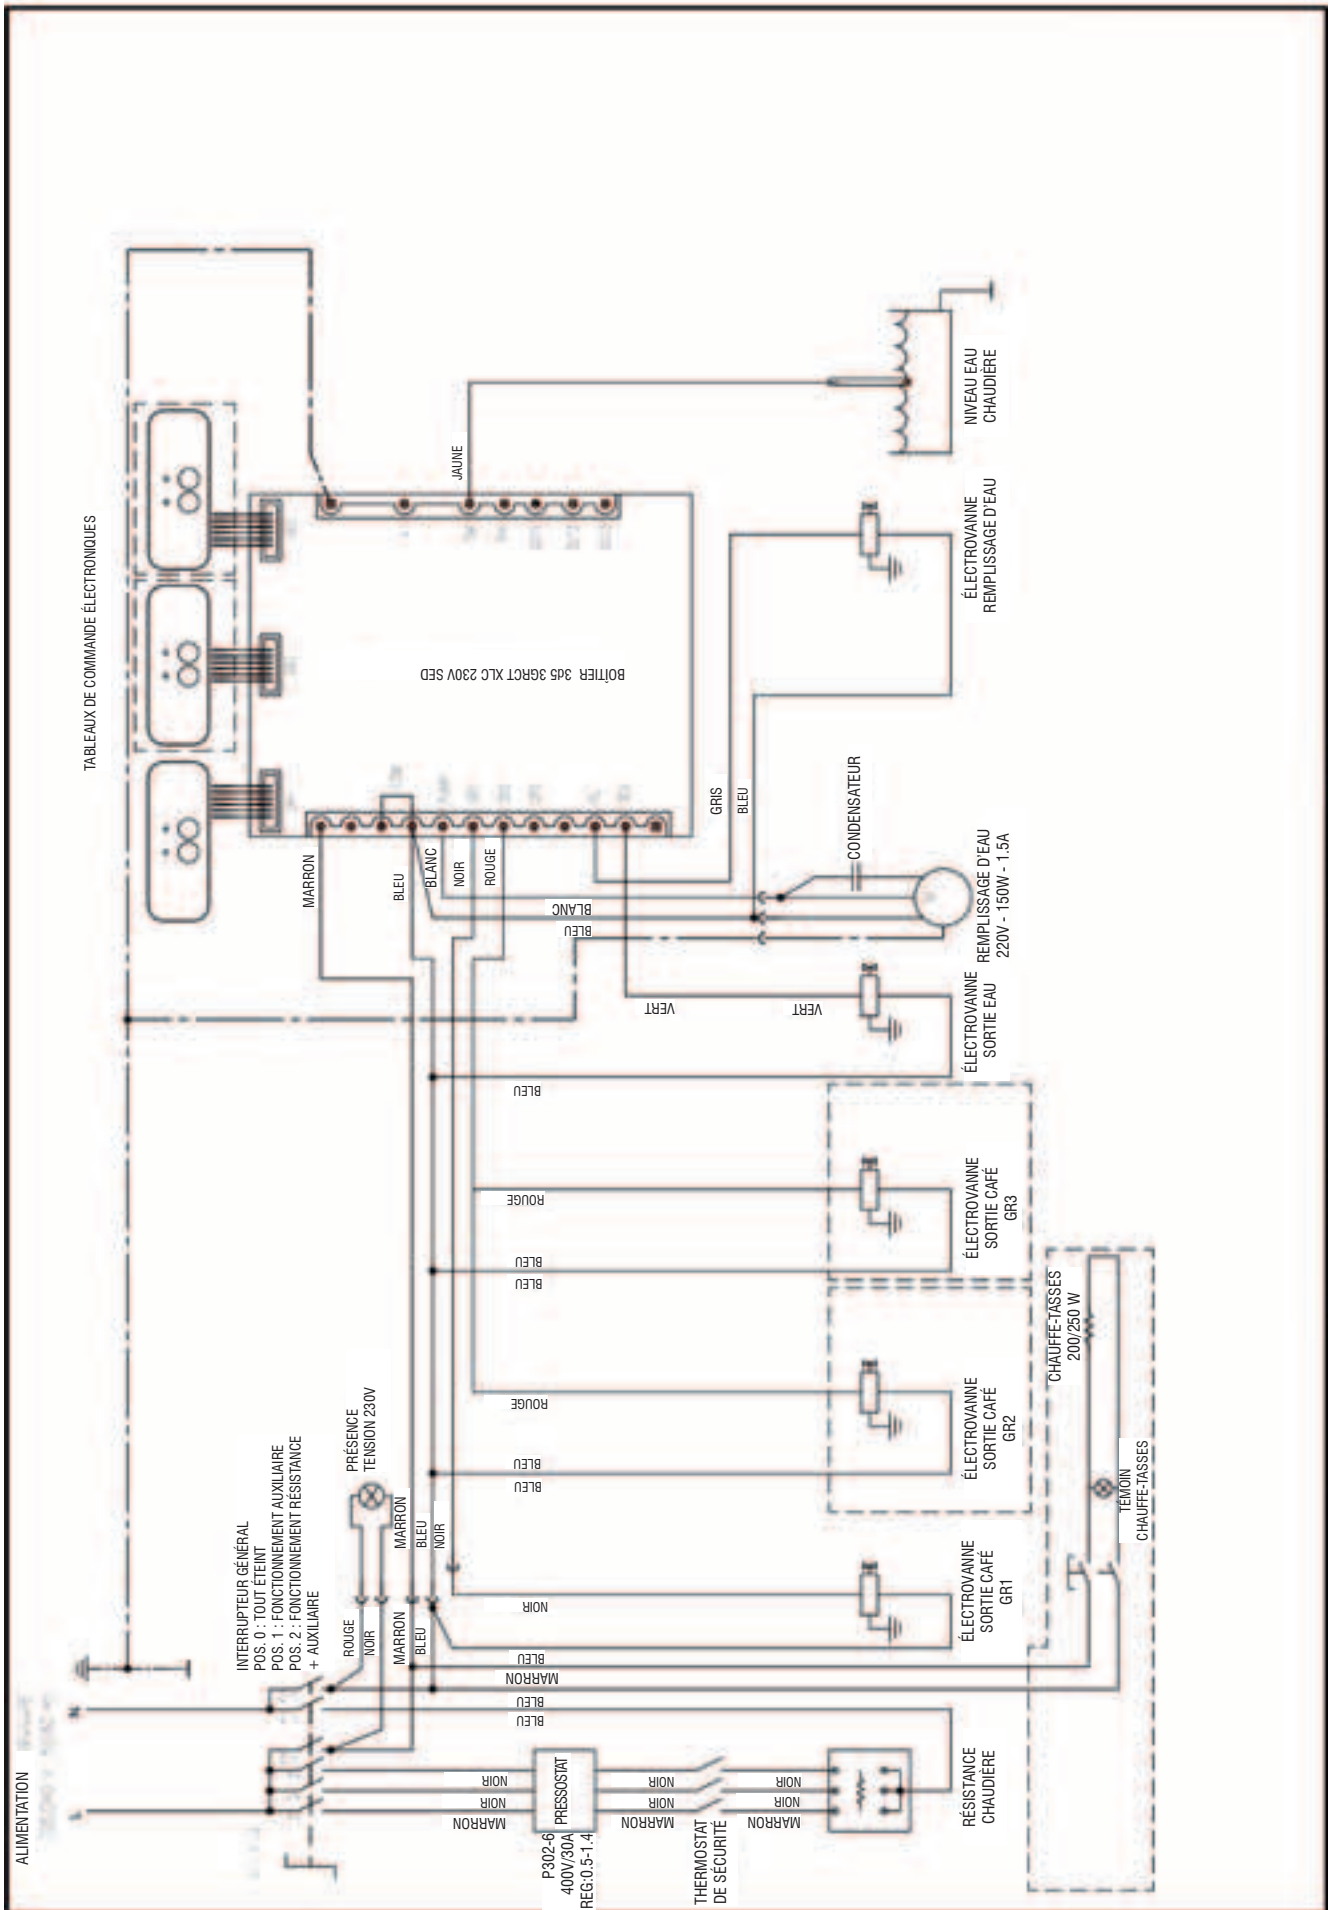 ALIMENTATION
N
L
INTERRUPTEUR GÉNÉRAL
POS. 0 : TOUT ÉTEINT
POS. 1 : FONCTIONEMENT AUXILIAIRE
POS. 2 : FONCTIONNEMENT RÉSISTANCE
+ AUXILIAIRE
PRÉSENCE
TENSION 230V
ROUGE
NOIR
MARRON
BLEU
MARRON
BLEU
NOIR
TABLEAUX DE COMMANDE ÉLECTRONIQUES
BOÎTIER 3d5 3GRCT XLC 230V SED
MARRON
BLEU
BLANC
NOIR
ROUGE
JAUNE
GRIS
BLEU
BLANC
BLEU
VERT
VERT
BLEU
ROUGE
BLEU
BLEU
ROUGE
BLEU
BLEU
NOIR
BLEU
MARRON
BLEU
BLEU
NOIR
NOIR
MARRON
P302-6
400V/30A
REG:0.5-1.4
PRESSOSTAT
NOIR
NOIR
MARRON
THERMOSTAT
DE SÉCURITÉ
NOIR
NOIR
MARRON
RÉSISTANCE
CHAUDIÈRE
ÉLECTROVANNE
SORTIE CAFÉ
GR1
ÉLECTROVANNE
SORTIE CAFÉ
GR2
ÉLECTROVANNE
SORTIE CAFÉ
GR3
ÉLECTROVANNE
SORTIE EAU
REMPLISSAGE D'EAU
220V - 150W - 1.5A
CONDENSATEUR
ÉLECTROVANNE
REMPLISSAGE D'EAU
NIVEAU EAU
CHAUDIÈRE
CHAUFFE-TASSES
200/250 W
TÉMOIN
CHAUFFE-TASSES